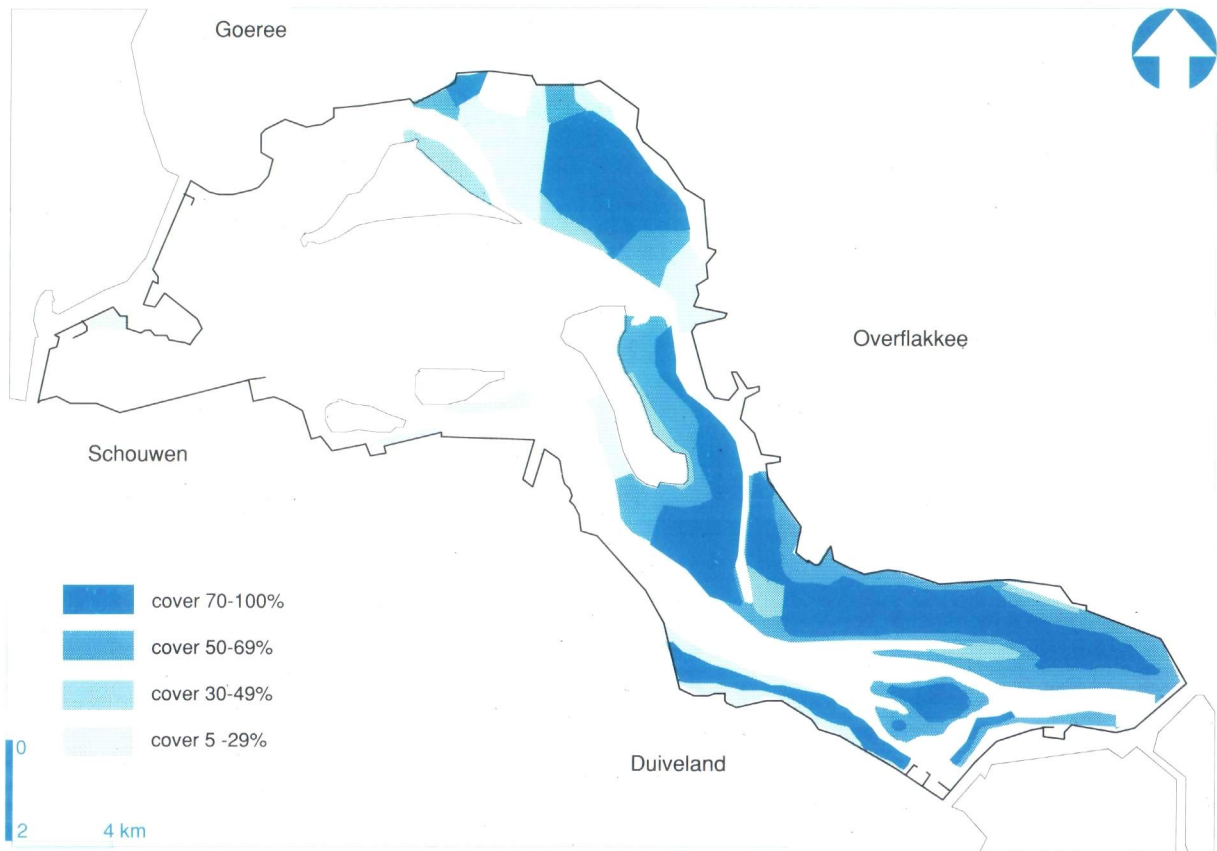 Goeree
Overflakkee
Schouwen
cover 70-100%
cover 50-69%
cover 30-49%
cover 5 -29%
Duiveland
0
2
4 km